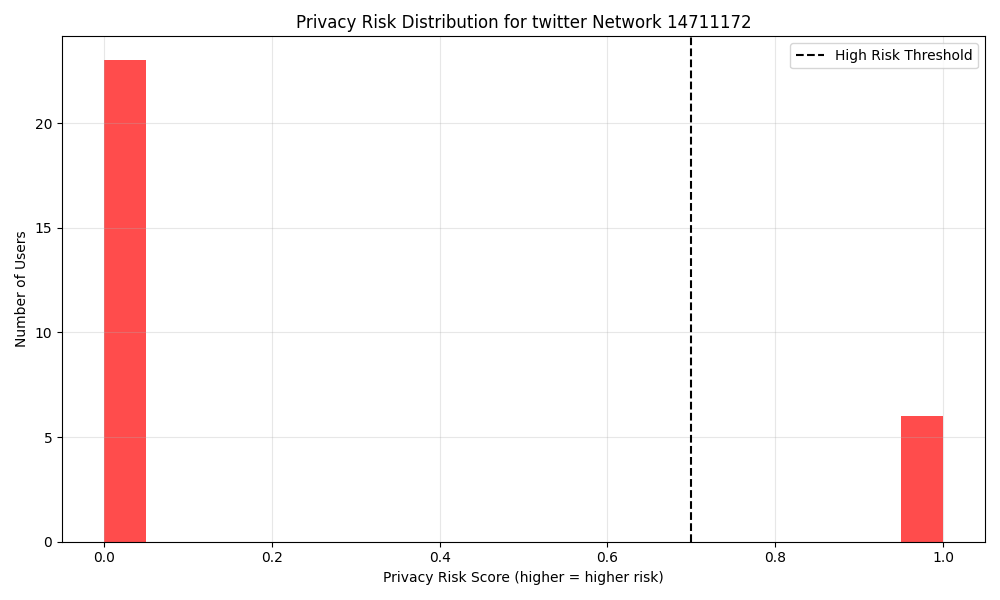 Privacy Risk Distribution for twitter Network 14711172
High Risk Threshold
Number of Users
20
15
10
5
0
0.0 0.2 0.4 0.6 0.8 1.0
Privacy Risk Score (higher = higher risk)